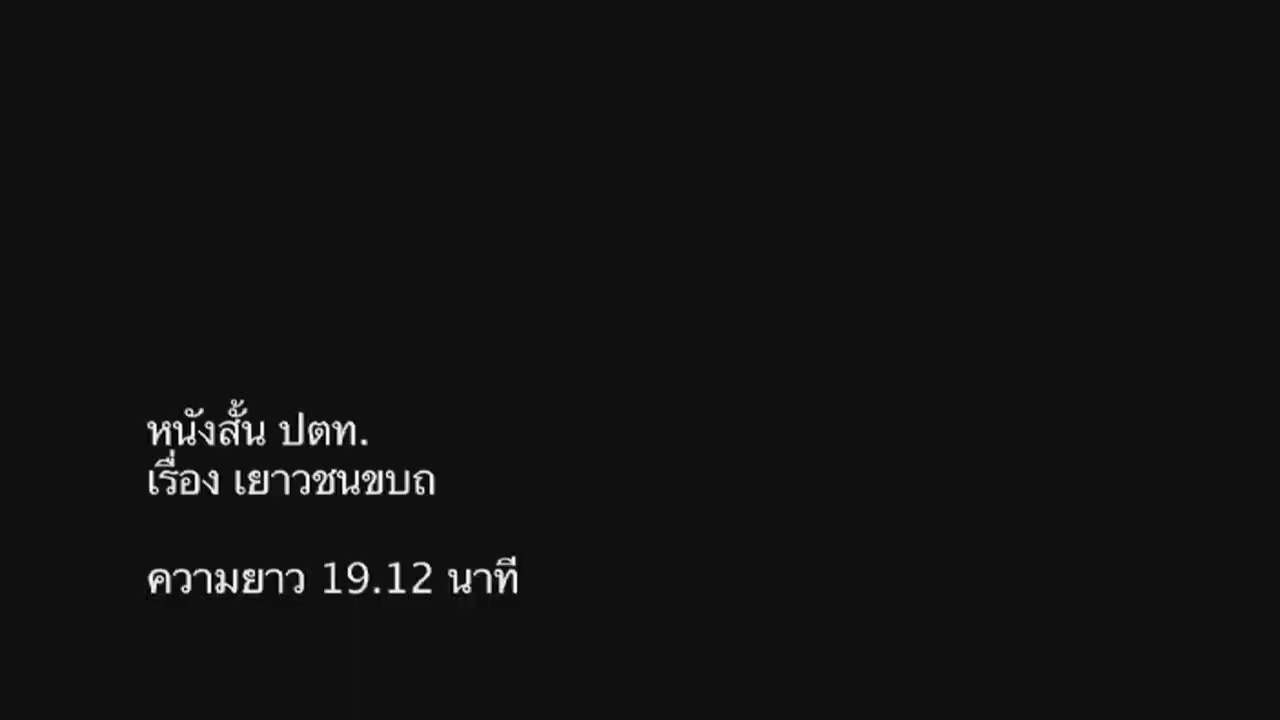 หนังสั้น ปตท.
เรื่อง เยาวชนขบถ
ความยาว 19.12 นาที